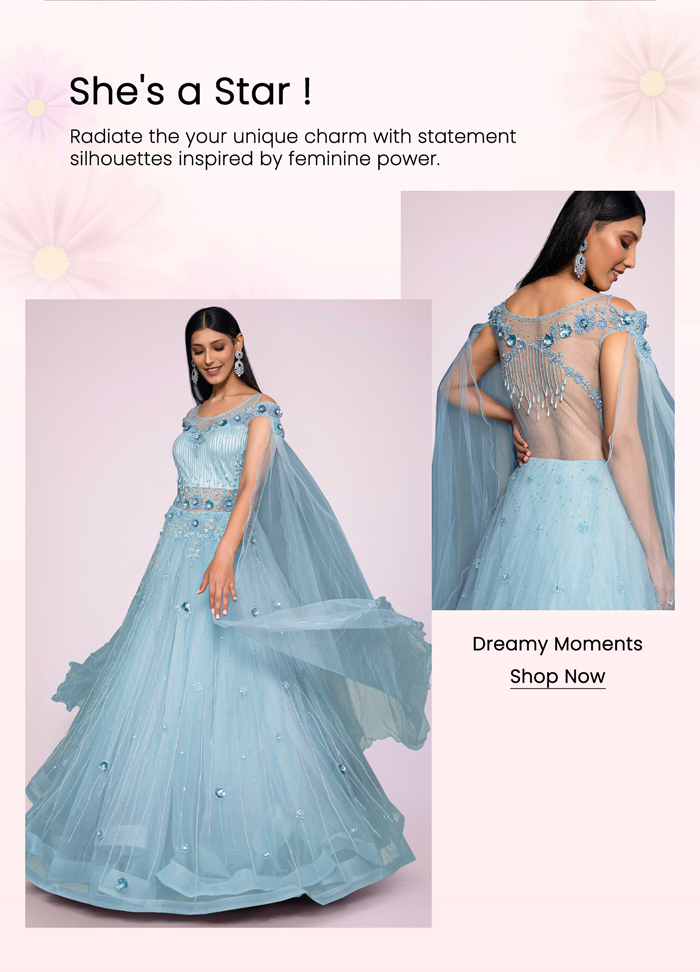 She's a Star !
Radiate the your unique charm with statement
silhouettes inspired by feminine power.
Dreamy Moments
Shop Now